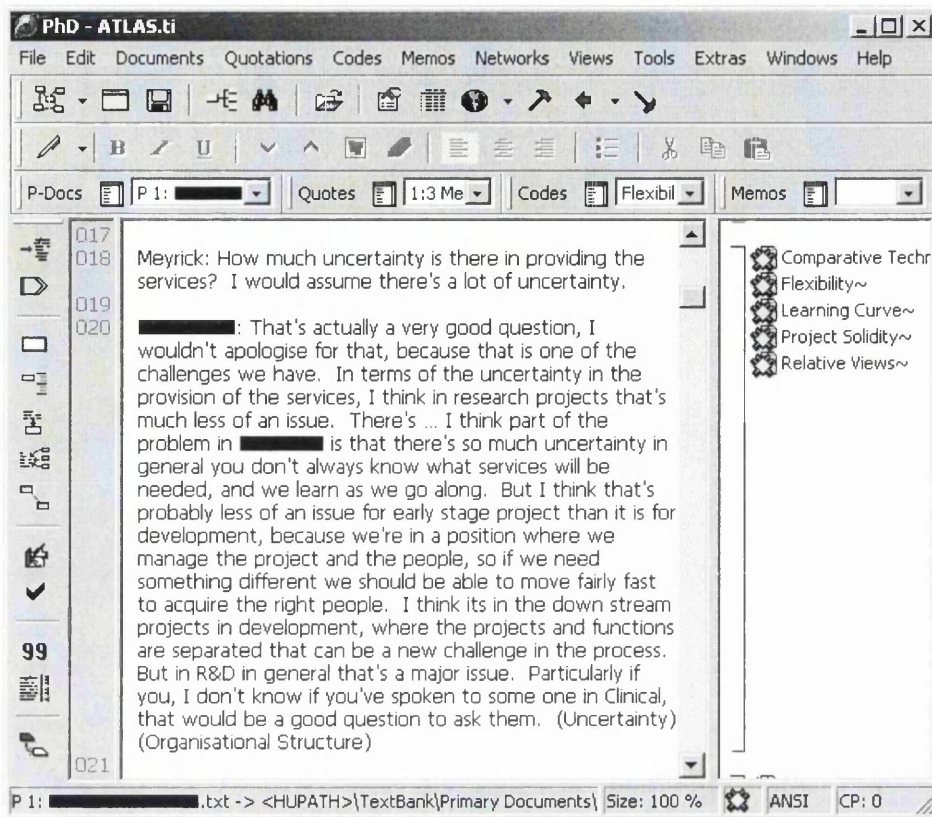 PhD - ATLAS.ti
File Edit Documents Quotations Codes Memos Networks Views Tools Extras Windows Help
B I U
P-Docs P 1: Quotes 1:3 Me Codes Flexibil Memos
017
018 Meyrick: How much uncertainty is there in providing the
services? I would assume there's a lot of uncertainty.
019
020 : That's actually a very good question, I
wouldn't apologise for that, because that is one of the
challenges we have. In terms of the uncertainty in the
provision of the services, I think in research projects that's
much less of an issue. There's ... I think part of the
problem in is that there's so much uncertainty in
general you don't always know what services will be
needed, and we learn as we go along. But I think that's
probably less of an issue for early stage project than it is for
development, because we're in a position where we
manage the project and the people, so if we need
something different we should be able to move fairly fast
to acquire the right people. I think its in the down stream
projects in development, where the projects and functions
are separated that can be a new challenge in the process.
But in R&D in general that's a major issue. Particularly if
you, I don't know if you've spoken to some one in Clinical,
that would be a good question to ask them. (Uncertainty)
(Organisational Structure)
021
Comparative Techr
Flexibility~
Learning Curve~
Project Solidity~
Relative Views~
99
P 1: .txt -> <HUPATH>\TextBank\Primary Documents\ Size: 100 % ANSI CP: 0